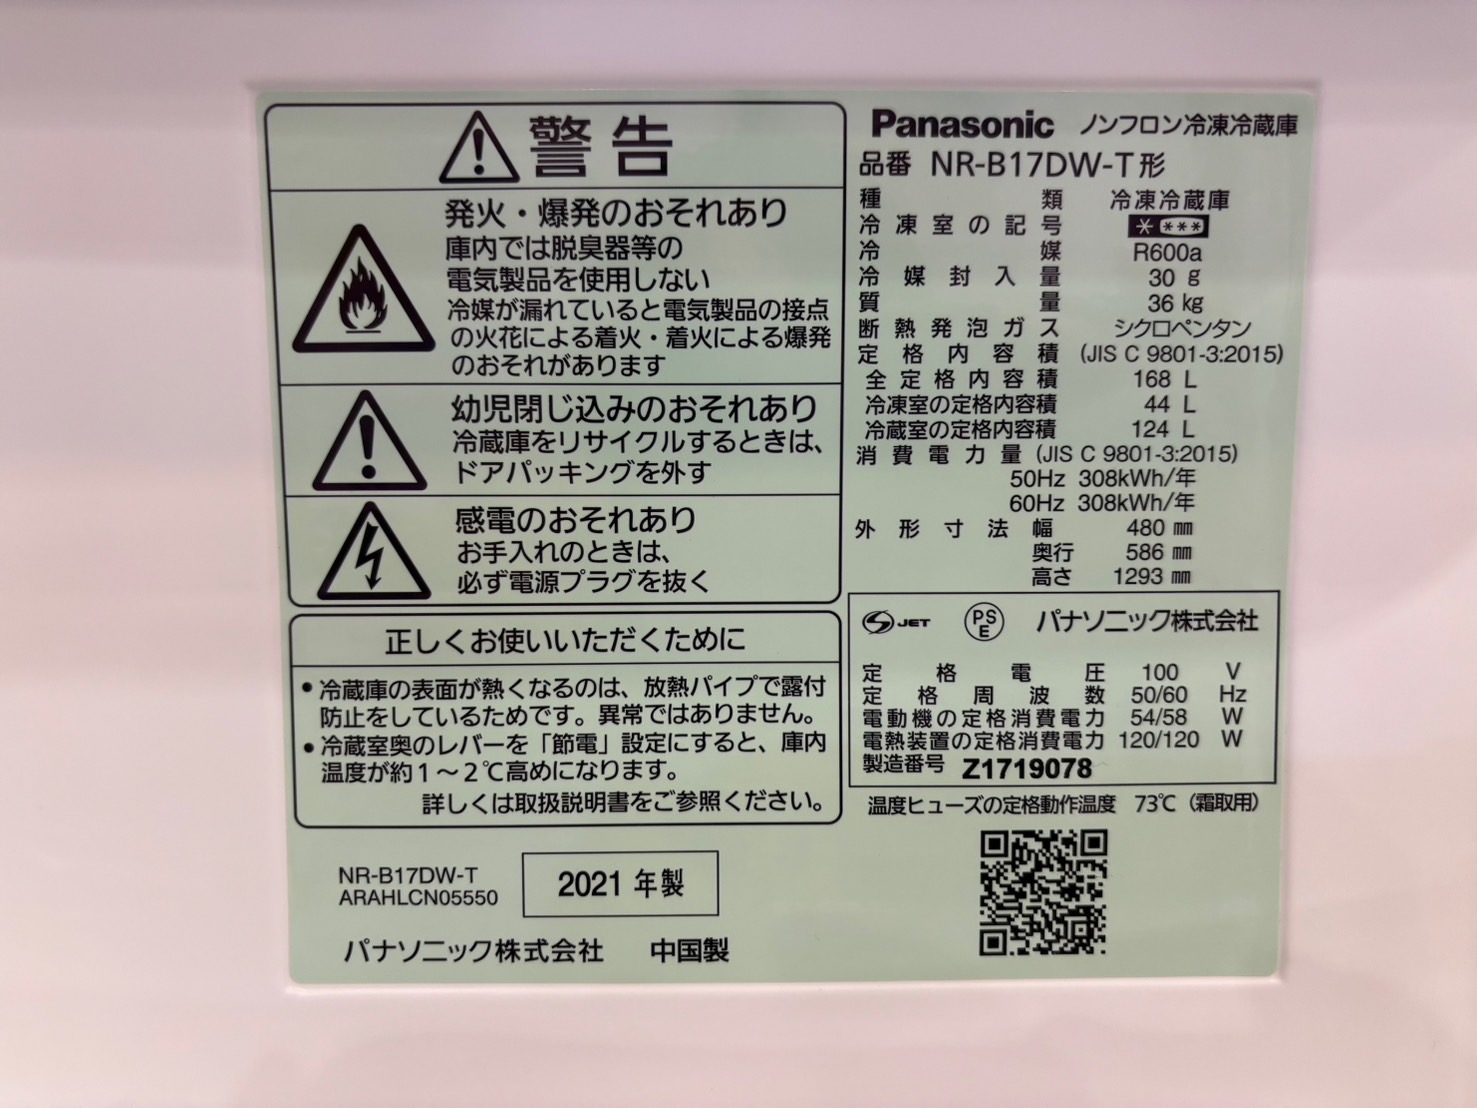 警告
発火・爆発のおそれあり
庫内では脱臭器等の
電気製品を使用しない
冷媒が漏れていると電気製品の接点
の火花による着火・着火による爆発
のおそれがあります
幼児閉じ込みのおそれあり
冷蔵庫をリサイクルするときは、
ドアパッキングを外す
感電のおそれあり
お手入れのときは、
必ず電源プラグを抜く
正しくお使いいただくために
・冷蔵庫の表面が熱くなるのは、放熱パイプで露付
防止をしているためです。異常ではありません。
・冷蔵室奥のレバーを「節電」設定にすると、庫内
温度が約1〜2℃高めになります。
詳しくは取扱説明書をご参照ください。
NR-B17DW-T
ARAHLCN05550
2021 年製
パナソニック株式会社 中国製
Panasonic ノンフロン冷凍冷蔵庫
品番 NR-B17DW-T形
種類 冷凍冷蔵庫
冷凍室の記号 * ***
冷媒 R600a
冷媒封入量 30 g
質量 36 kg
断熱発泡ガス シクロペンタン
定格内容積 (JIS C 9801-3:2015)
全定格内容積 168 L
冷凍室の定格内容積 44 L
冷蔵室の定格内容積 124 L
消費電力量 (JIS C 9801-3:2015)
50Hz 308kWh/年
60Hz 308kWh/年
外形寸法 幅 480 mm
奥行 586 mm
高さ 1293 mm
S JET PS E パナソニック株式会社
定格電圧 100 V
定格周波数 50/60 Hz
電動機の定格消費電力 54/58 W
電熱装置の定格消費電力 120/120 W
製造番号 Z1719078
温度ヒューズの定格動作温度 73℃（霜取用）